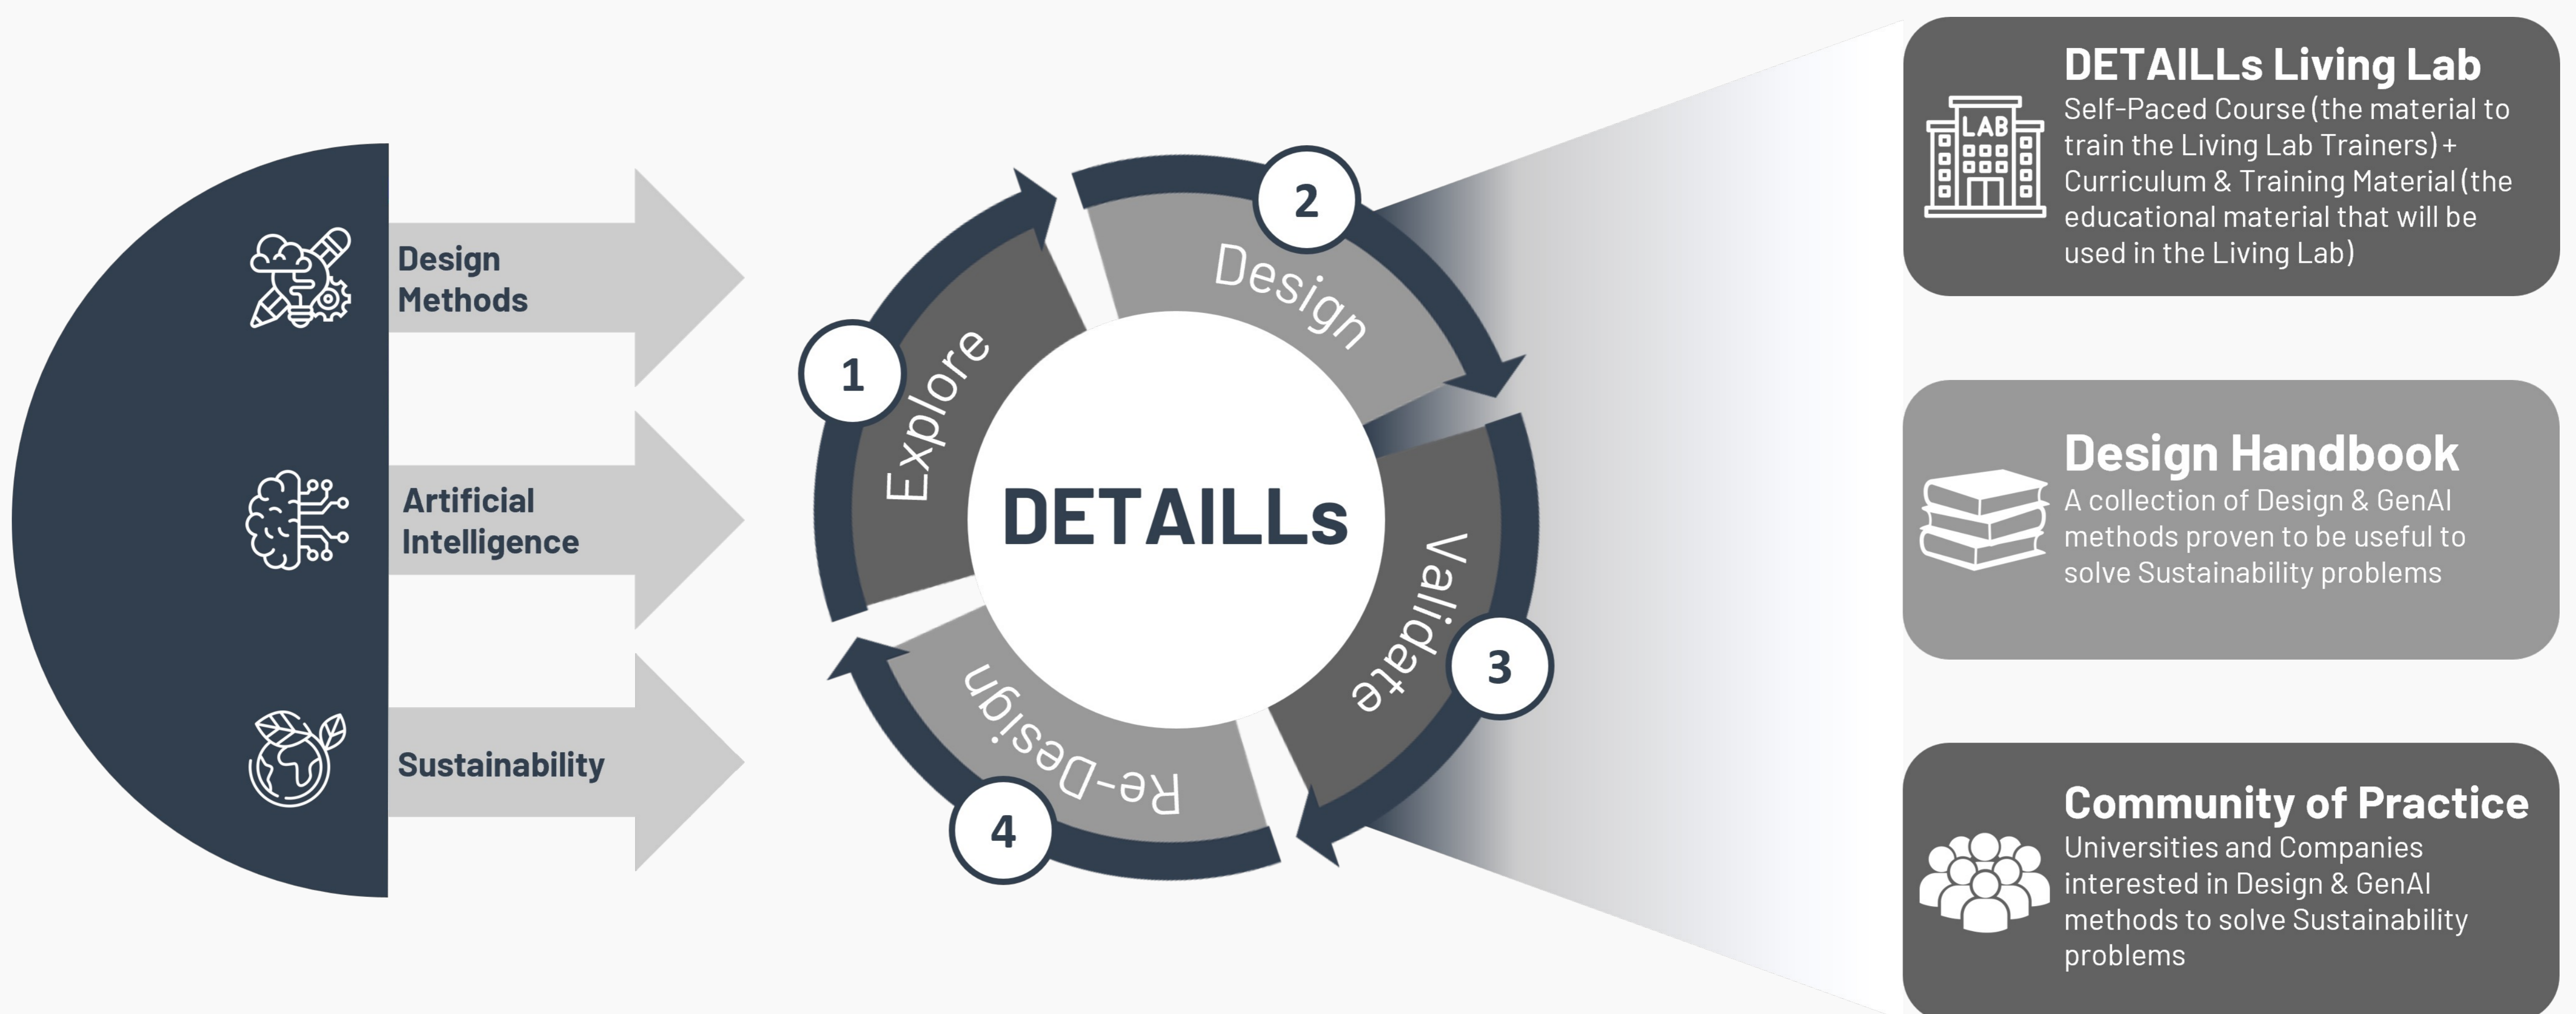 Design
Methods
Artificial
Intelligence
Sustainability
1
Explore
2
Design
3
Validate
4
Re-Design
DETAILLs
LAB
DETAILLs Living Lab
Self-Paced Course (the material to
train the Living Lab Trainers) +
Curriculum & Training Material (the
educational material that will be
used in the Living Lab)
Design Handbook
A collection of Design & GenAI
methods proven to be useful to
solve Sustainability problems
Community of Practice
Universities and Companies
interested in Design & GenAI
methods to solve Sustainability
problems